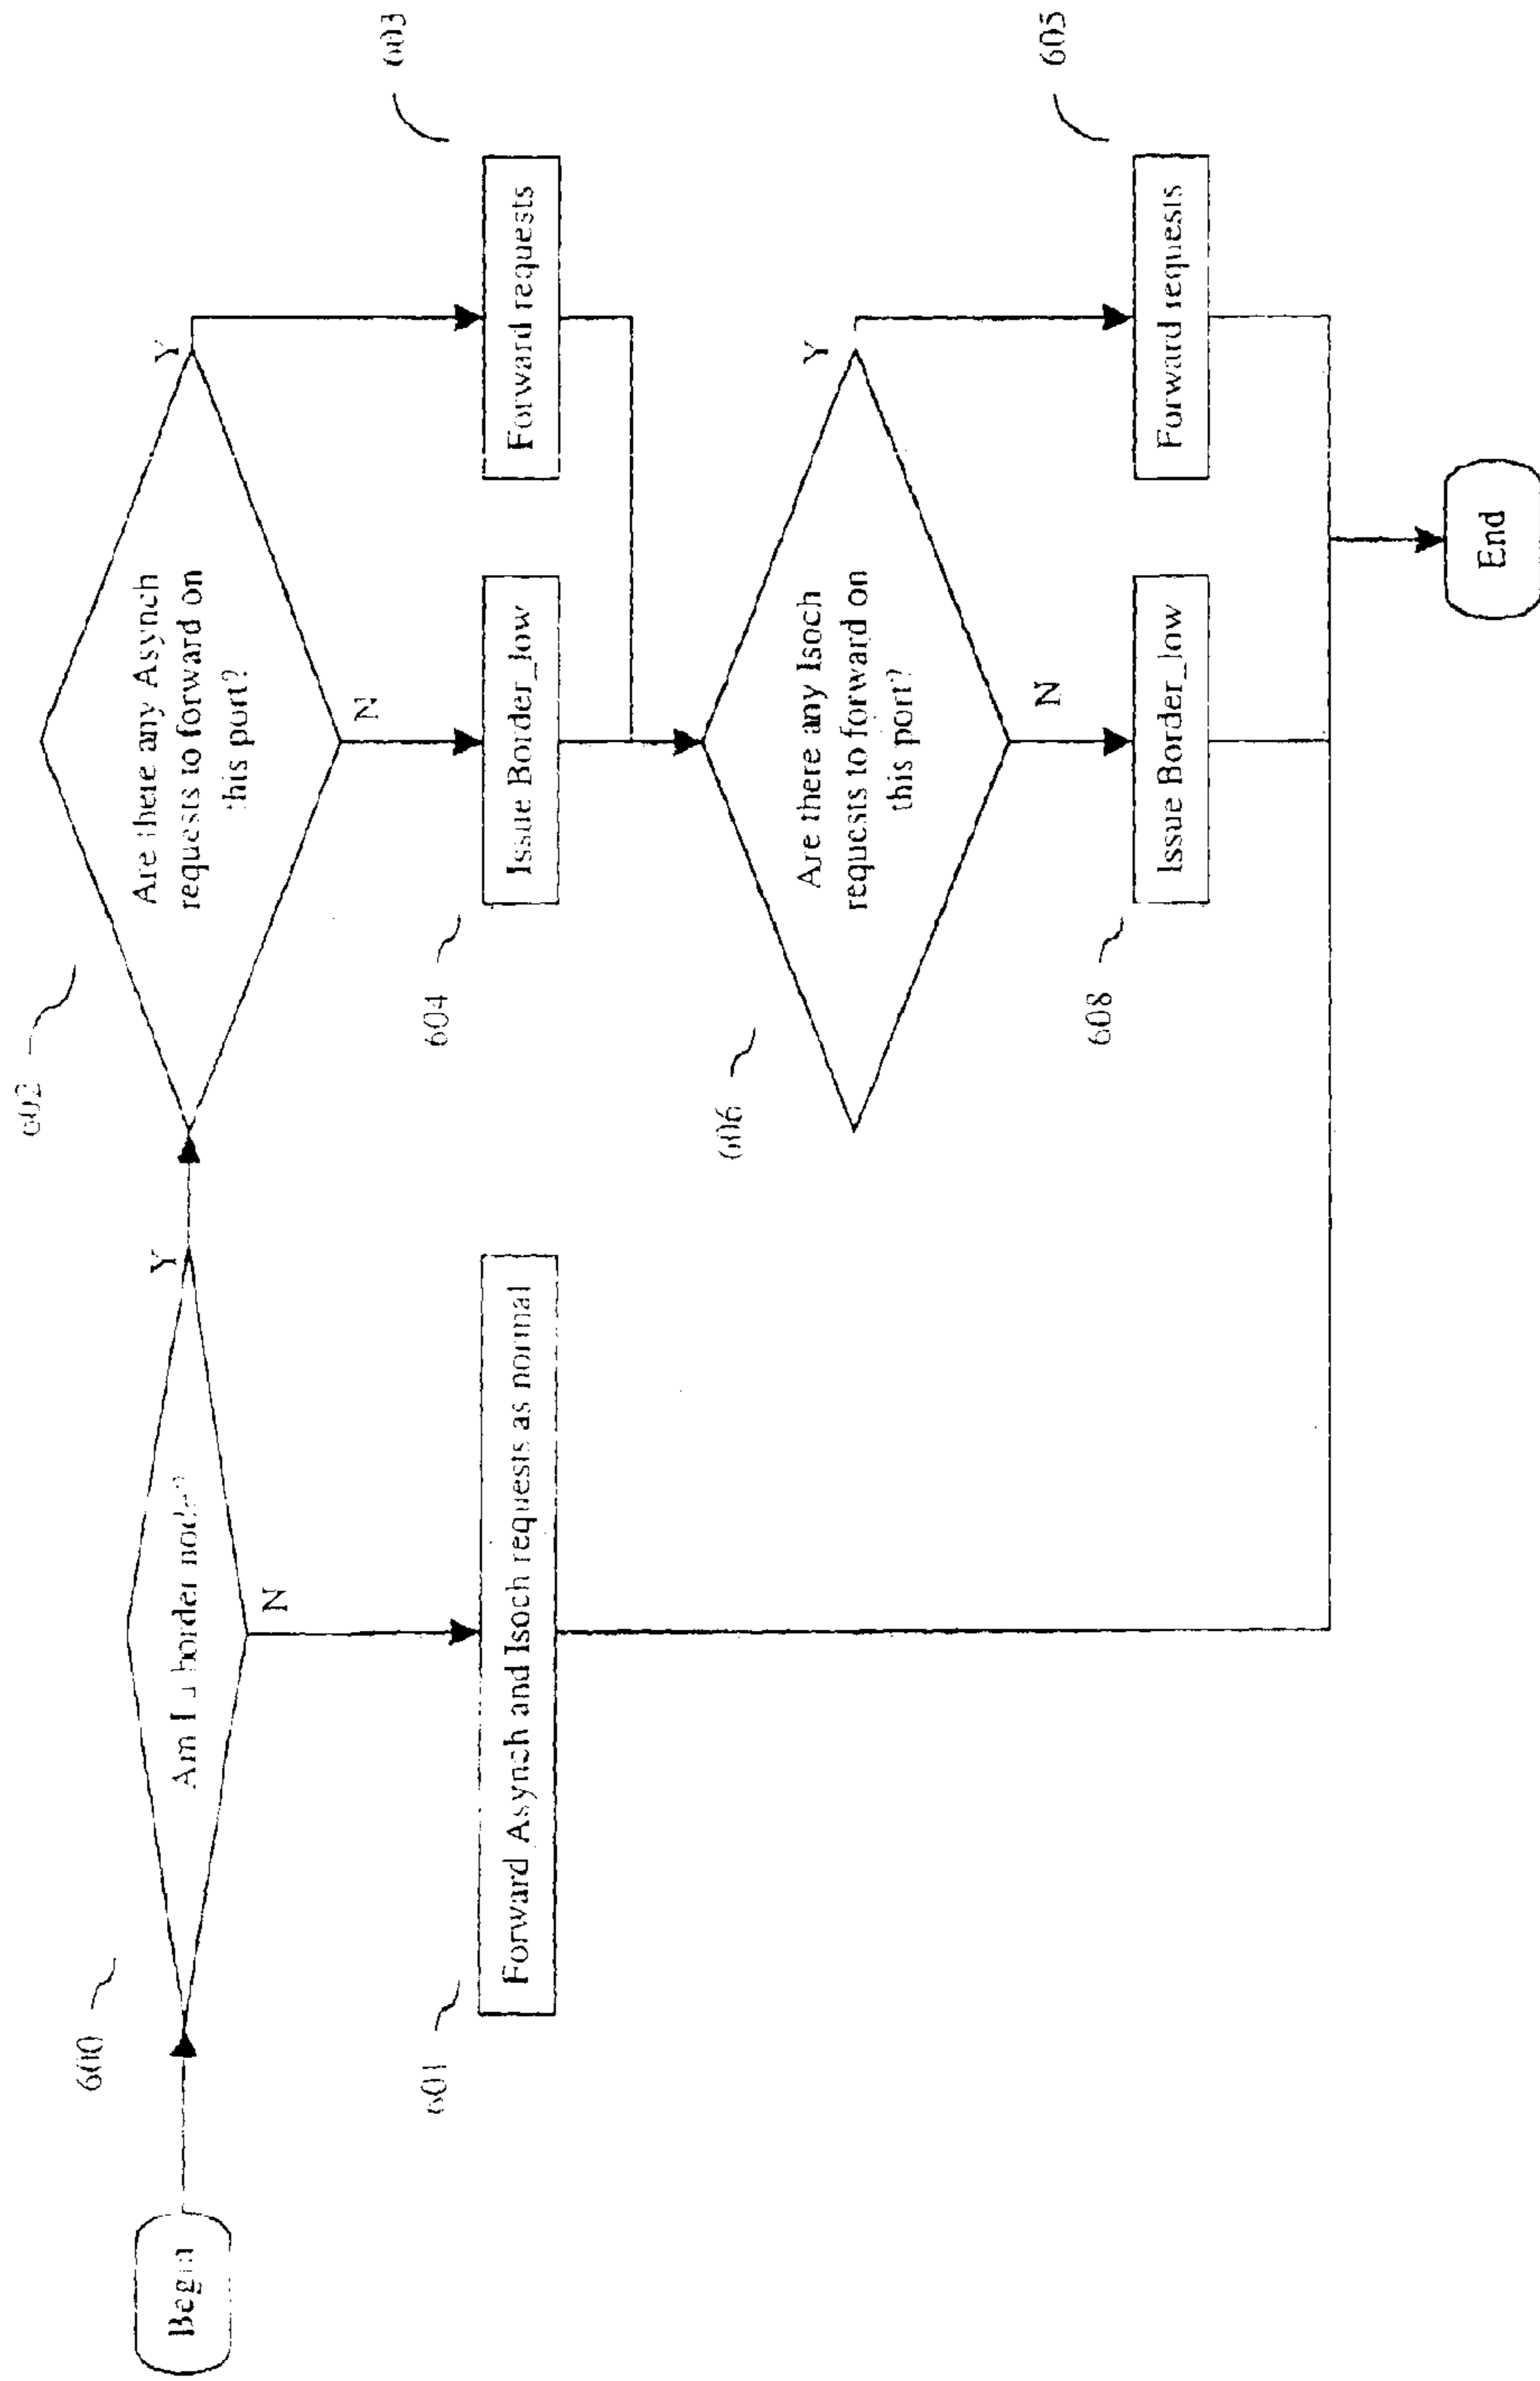 Begin
600
Am I a border node?
Y
N
602
Are there any Asynch
requests to forward on
this port?
Y
N
601
Forward Asynch and Isoch requests as normal
604
Issue Border_low
603
Forward requests
606
Are there any Isoch
requests to forward on
this port?
Y
N
608
Issue Border_low
605
Forward requests
End